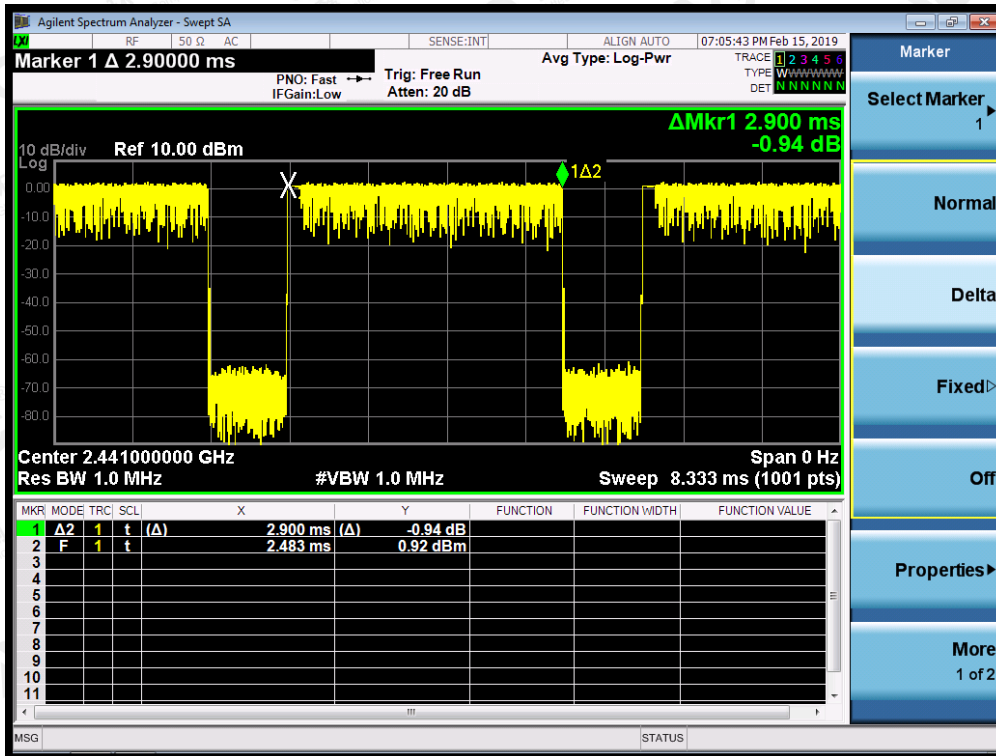 Agilent Spectrum Analyzer - Swept SA
LXI RF 50 Ω AC SENSE:INT ALIGN AUTO 07:05:43 PM Feb 15, 2019
Marker 1 Δ 2.90000 ms
PNO: Fast
IFGain:Low
Trig: Free Run
Atten: 20 dB
Avg Type: Log-Pwr
TRACE 1 2 3 4 5 6
TYPE WWWWWW
DET N N N N N N
ΔMkr1 2.900 ms
-0.94 dB
10 dB/div Ref 10.00 dBm
Log
1Δ2
0.00
-10.0
-20.0
-30.0
-40.0
-50.0
-60.0
-70.0
-80.0
Center 2.441000000 GHz Span 0 Hz
Res BW 1.0 MHz #VBW 1.0 MHz Sweep 8.333 ms (1001 pts)
MKR MODE TRC SCL X Y FUNCTION FUNCTION WIDTH FUNCTION VALUE
1 Δ2 1 t (Δ) 2.900 ms (Δ) -0.94 dB
2 F 1 t 2.483 ms 0.92 dBm
3
4
5
6
7
8
9
10
11
MSG STATUS
Marker
Select Marker
1
Normal
Delta
Fixed
Off
Properties
More
1 of 2